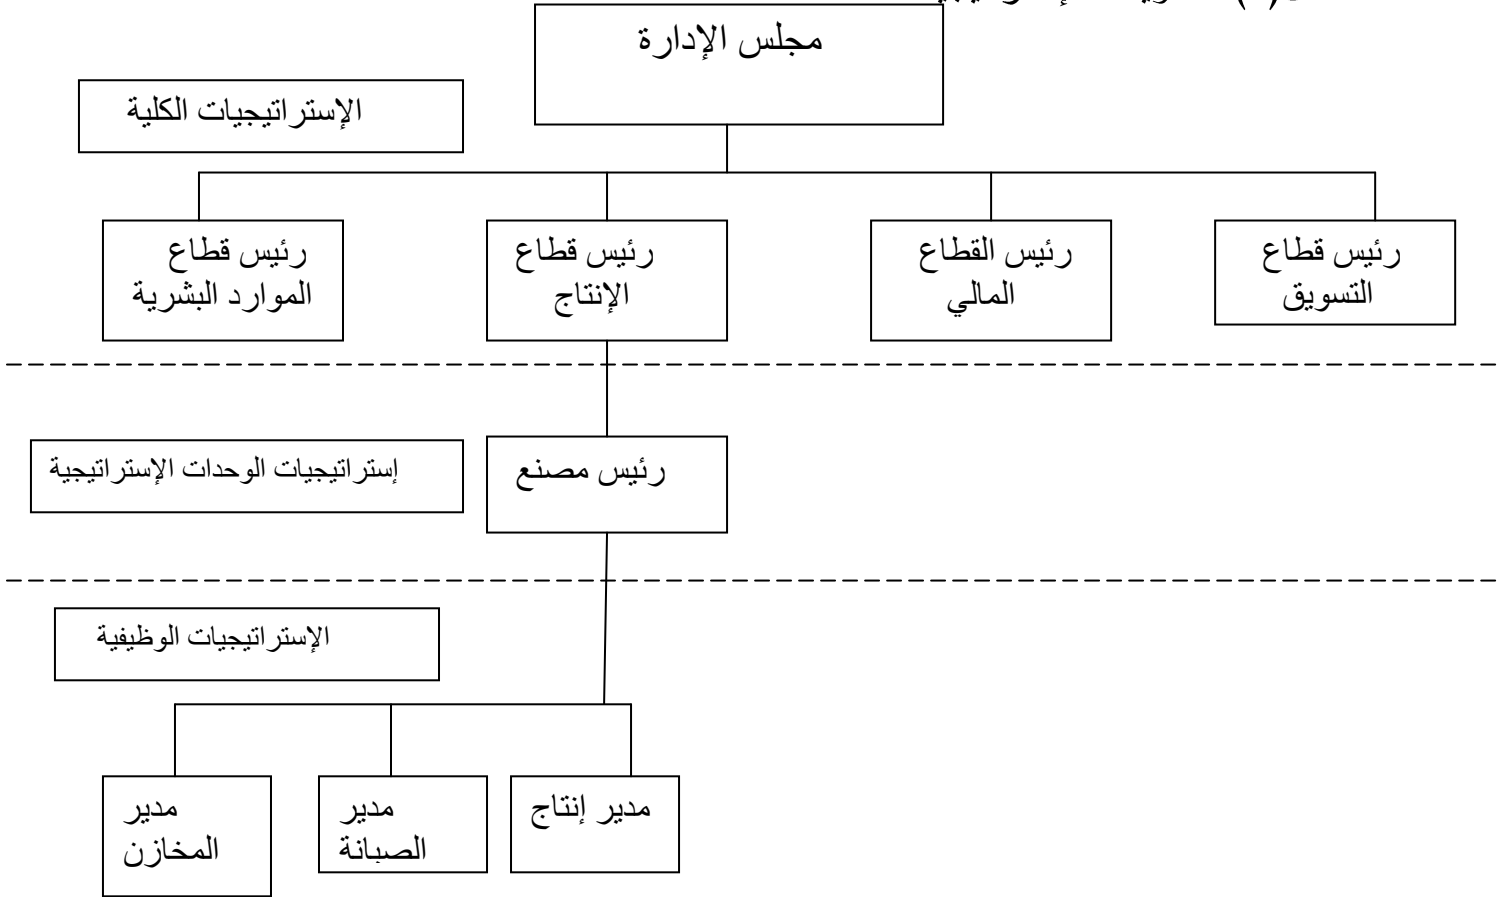 مجلس الإدارة
الإستراتيجيات الكلية
رئيس قطاع
التسويق
رئيس القطاع
المالي
رئيس قطاع
الإنتاج
رئيس قطاع
الموارد البشرية
رئيس مصنع
إستراتيجيات الوحدات الإستراتيجية
الإستراتيجيات الوظيفية
مدير إنتاج
مدير
الصيانة
مدير
المخازن